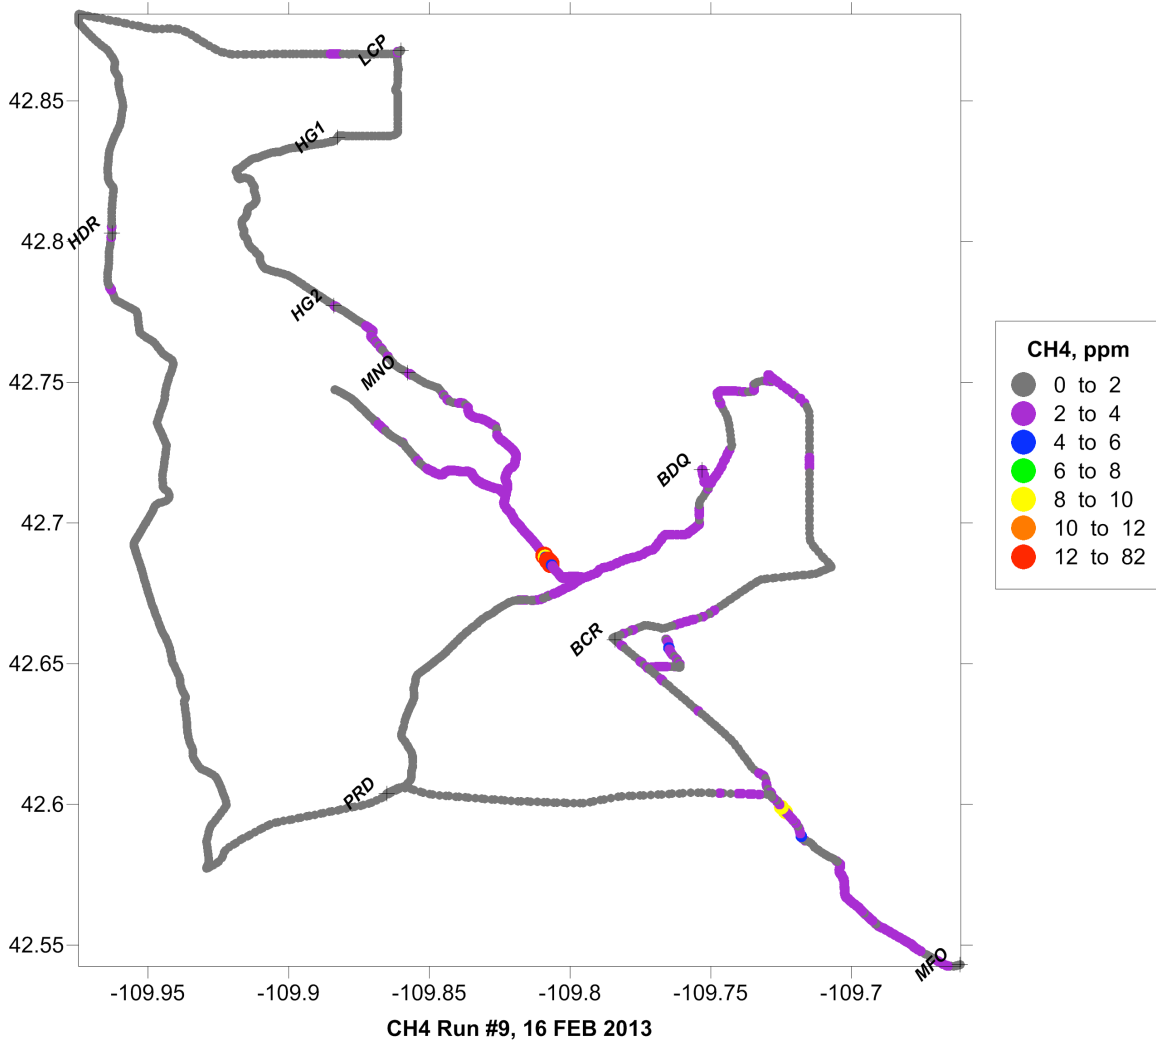 LCP
42.85
HG1
HDR
42.8
HG2
CH4, ppm
0 to 2
2 to 4
4 to 6
6 to 8
8 to 10
10 to 12
12 to 82
MNO
42.75
BDQ
42.7
BCR
42.65
PRD
42.6
42.55
MFO
-109.95 -109.9 -109.85 -109.8 -109.75 -109.7
CH4 Run #9, 16 FEB 2013